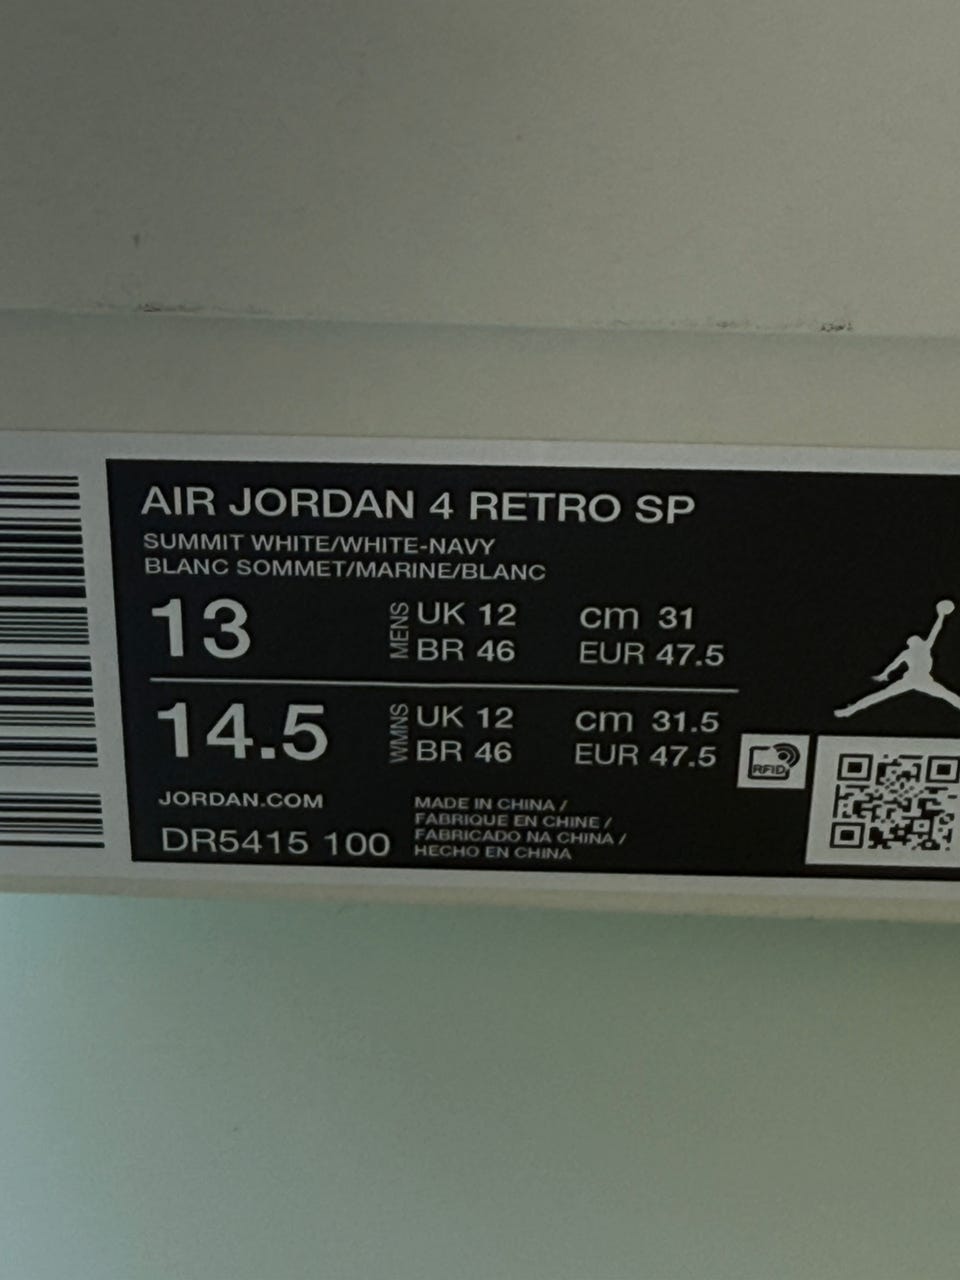 AIR JORDAN 4 RETRO SP
SUMMIT WHITE/WHITE-NAVY
BLANC SOMMET/MARINE/BLANC
13 MENS UK 12 cm 31
BR 46 EUR 47.5
14.5 WMNS UK 12 cm 31.5
BR 46 EUR 47.5
RFID
JORDAN.COM
DR5415 100
MADE IN CHINA /
FABRIQUE EN CHINE /
FABRICADO NA CHINA /
HECHO EN CHINA